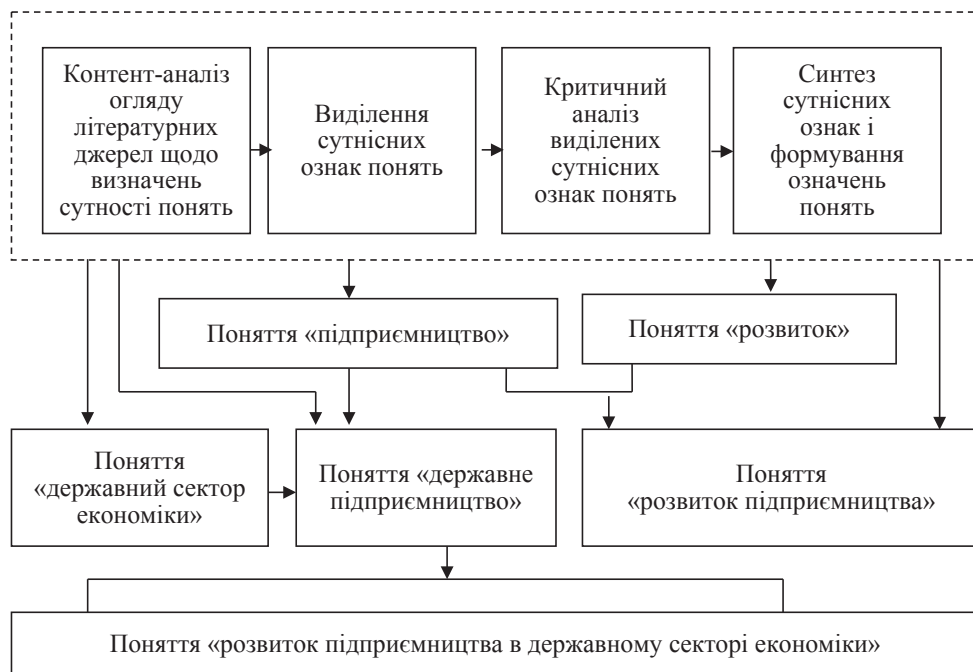 Контент-аналіз
огляду
літературних
джерел щодо
визначень
сутності понять
Виділення
сутнісних
ознак понять
Критичний
аналіз
виділених
сутнісних
ознак понять
Синтез
сутнісних
ознак і
формування
означень
понять
Поняття «підприємництво»
Поняття «розвиток»
Поняття
«державний сектор
економіки»
Поняття «державне
підприємництво»
Поняття
«розвиток підприємництва»
Поняття «розвиток підприємництва в державному секторі економіки»